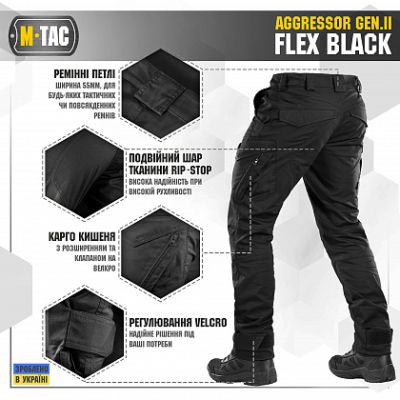 M-TAC
AGGRESSOR GEN.II
FLEX BLACK
РЕМІННІ ПЕТЛІ
ШИРИНА 55ММ, ДЛЯ
БУДЬ-ЯКИХ ТАКТИЧНИХ
ЧИ ПОВСЯКДЕННИХ
РЕМНІВ
ПОДВІЙНИЙ ШАР
ТКАНИНИ RIP-STOP
ВИСОКА НАДІЙНІСТЬ ПРИ
ВИСОКІЙ РУХЛИВОСТІ
КАРГО КИШЕНЯ
З РОЗШИРЕННЯМ ТА
КЛАПАНОМ НА
ВЕЛКРО
РЕГУЛЮВАННЯ VELCRO
НАДІЙНЕ РІШЕННЯ ПІД
ВАШІ ПОТРЕБИ
ЗРОБЛЕНО
В УКРАЇНІ